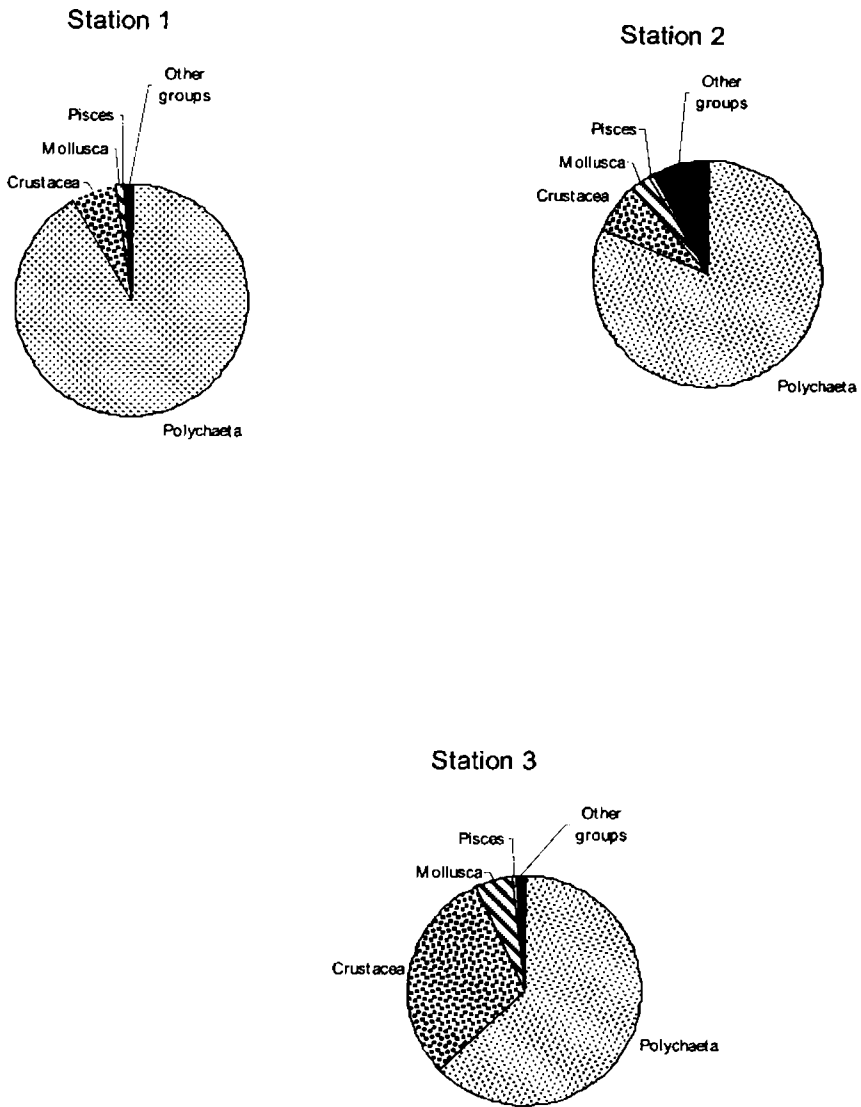 Station 1
Other
groups
Pisces
Mollusca
Crustacea
Polychaeta
Station 2
Other
groups
Pisces
Mollusca
Crustacea
Polychaeta
Station 3
Other
groups
Pisces
Mollusca
Crustacea
Polychaeta